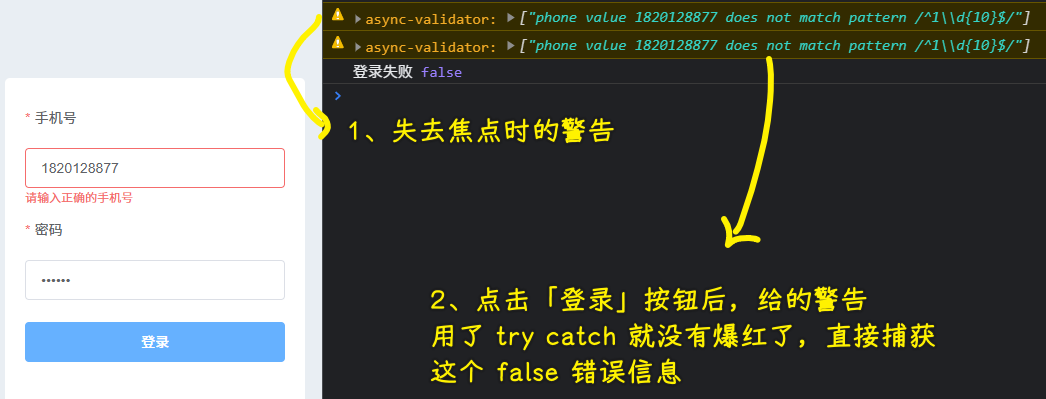 async-validator: ▶["phone value 1820128877 does not match pattern /^1\\d{10}$/"]
async-validator: ▶["phone value 1820128877 does not match pattern /^1\\d{10}$/"]
登录失败 false
* 手机号
1、失去焦点时的警告
1820128877
请输入正确的手机号
* 密码
••••••
2、点击「登录」按钮后，给的警告
用了 try catch 就没有爆红了，直接捕获
登录
这个 false 错误信息